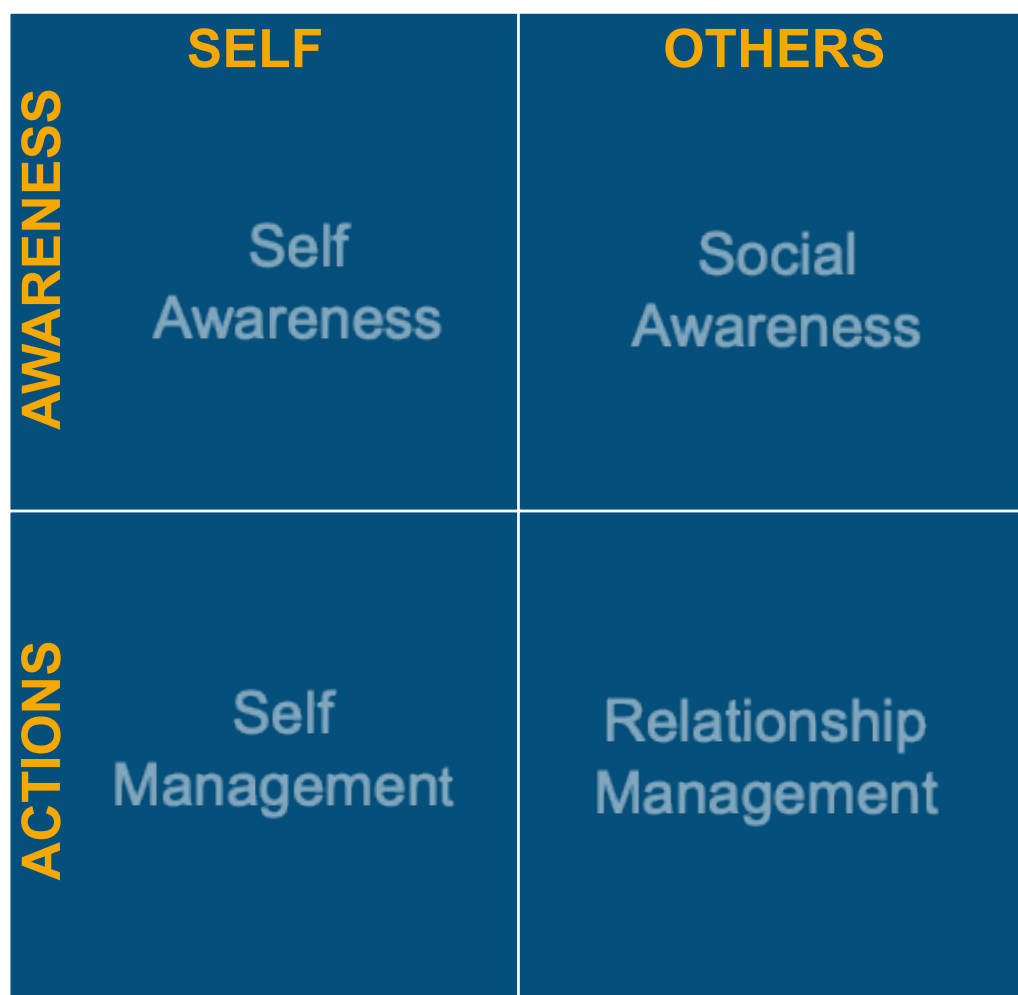 SELF
OTHERS
AWARENESS
Self
Awareness
Social
Awareness
ACTIONS
Self
Management
Relationship
Management